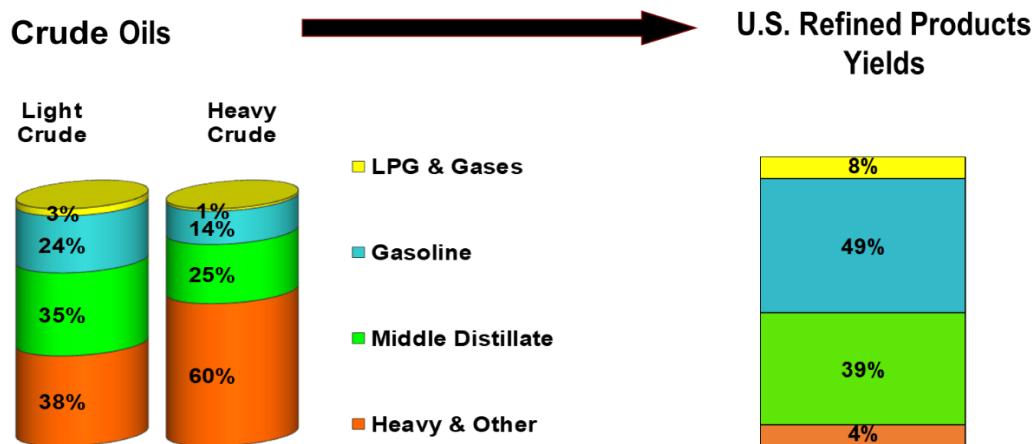 Crude Oils
U.S. Refined Products
Yields
Light
Crude
Heavy
Crude
3%
24%
35%
38%
1%
14%
25%
60%
LPG & Gases
Gasoline
Middle Distillate
Heavy & Other
8%
49%
39%
4%